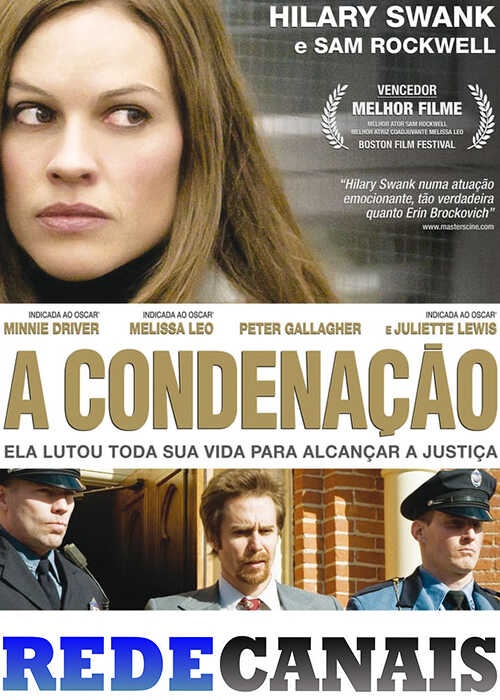 HILARY SWANK
e SAM ROCKWELL
VENCEDOR
MELHOR FILME
MELHOR ATOR SAM ROCKWELL
MELHOR ATRIZ COADJUVANTE MELISSA LEO
BOSTON FILM FESTIVAL
“Hilary Swank numa atuação
emocionante, tão verdadeira
quanto Erin Brockovich”
www.masterscine.com
INDICADA AO OSCAR® INDICADA AO OSCAR® INDICADA AO OSCAR®
MINNIE DRIVER MELISSA LEO PETER GALLAGHER E JULIETTE LEWIS
A CONDENAÇÃO
ELA LUTOU TODA SUA VIDA PARA ALCANÇAR A JUSTIÇA
REDECANAIS